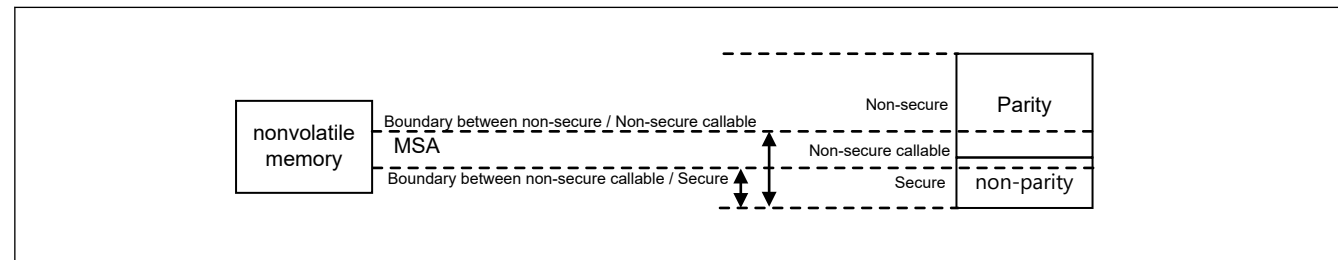 nonvolatile
memory
Boundary between non-secure / Non-secure callable
MSA
Boundary between non-secure callable / Secure
Non-secure
Non-secure callable
Secure
Parity
non-parity